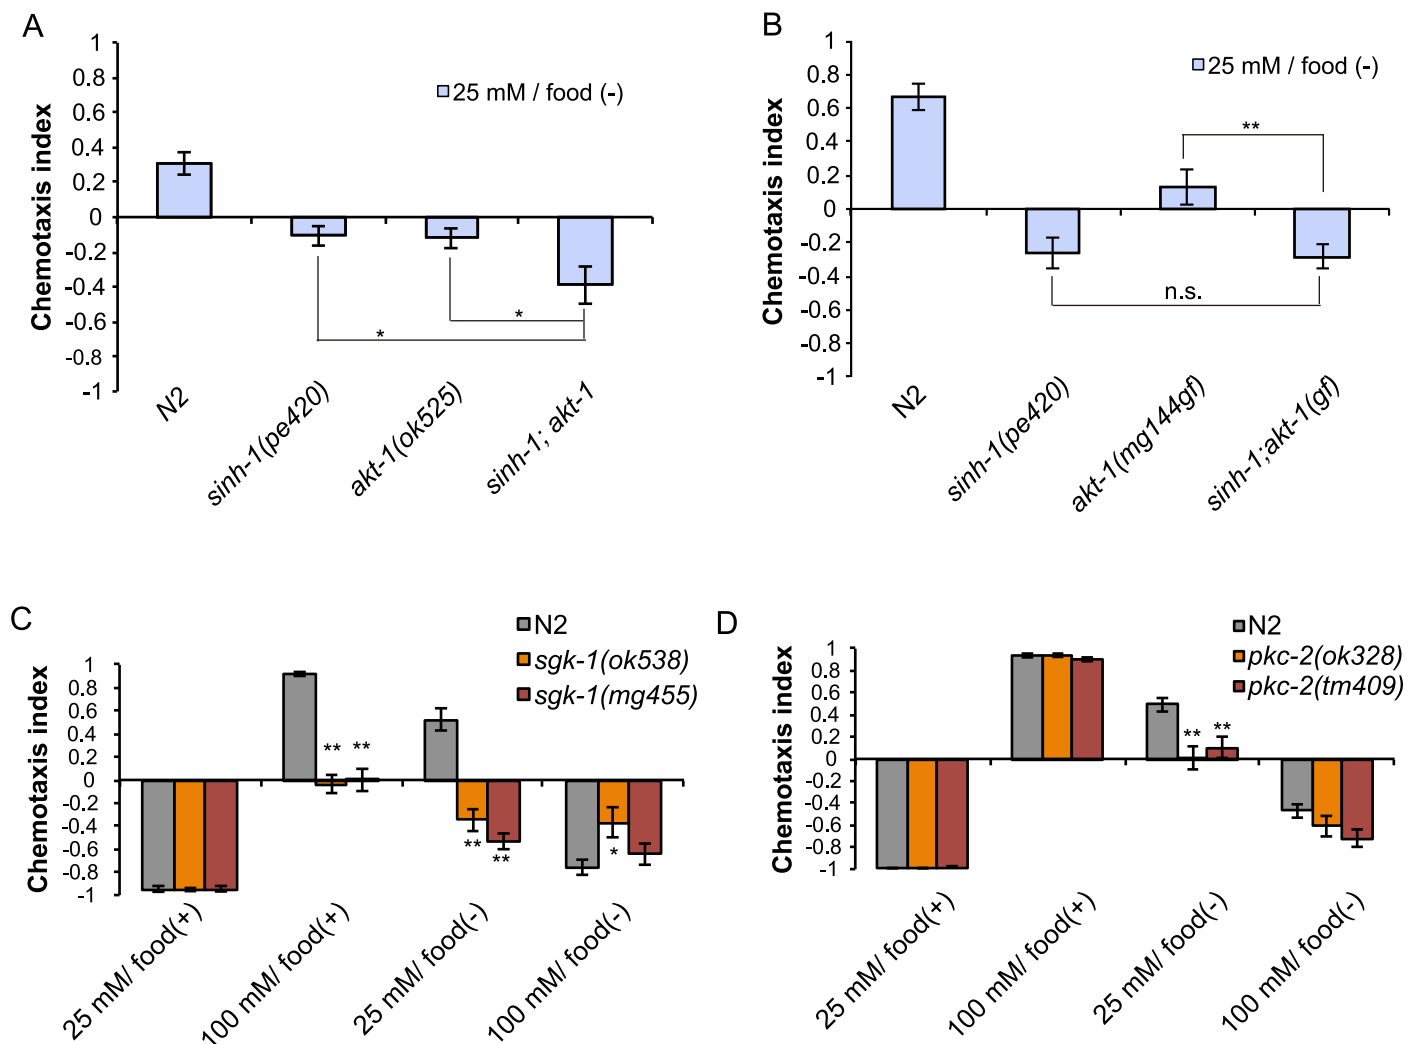 A
Chemotaxis index
1
0.8
0.6
0.4
0.2
0
-0.2
-0.4
-0.6
-0.8
-1
25 mM / food (-)
*
*
N2
sinh-1(pe420)
akt-1(ok525)
sinh-1; akt-1
B
Chemotaxis index
1
0.8
0.6
0.4
0.2
0
-0.2
-0.4
-0.6
-0.8
-1
25 mM / food (-)
**
n.s.
N2
sinh-1(pe420)
akt-1(mg144gf)
sinh-1;akt-1(gf)
C
N2
sgk-1(ok538)
sgk-1(mg455)
Chemotaxis index
1
0.8
0.6
0.4
0.2
0
-0.2
-0.4
-0.6
-0.8
-1
** **
** **
*
25 mM/ food(+)
100 mM/ food(+)
25 mM/ food(-)
100 mM/ food(-)
D
N2
pkc-2(ok328)
pkc-2(tm409)
Chemotaxis index
1
0.8
0.6
0.4
0.2
0
-0.2
-0.4
-0.6
-0.8
-1
** **
25 mM/ food(+)
100 mM/ food(+)
25 mM/ food(-)
100 mM/ food(-)